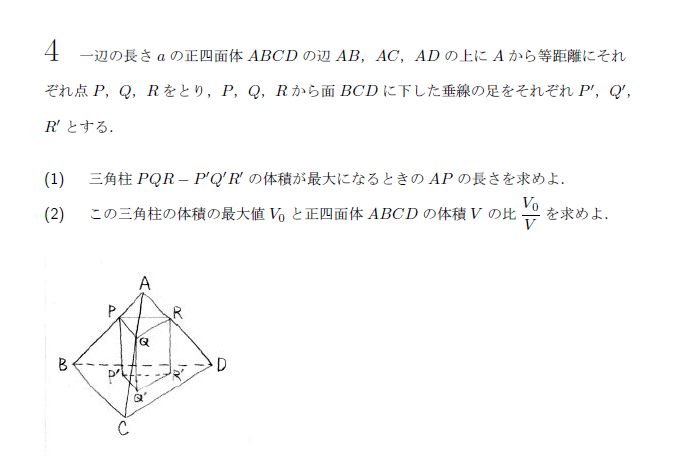 4 一辺の長さ a の正四面体 ABCD の辺 AB，AC，AD の上に A から等距離にそれ
ぞれ点 P，Q，R をとり，P，Q，R から面 BCD に下した垂線の足をそれぞれ P′，Q′，
R′ とする．
(1) 三角柱 PQR − P′Q′R′ の体積が最大になるときの AP の長さを求めよ．
(2) この三角柱の体積の最大値 V₀ と正四面体 ABCD の体積 V の比 V₀/V を求めよ．
A
P R
Q
B P′ R′ D
Q′
C